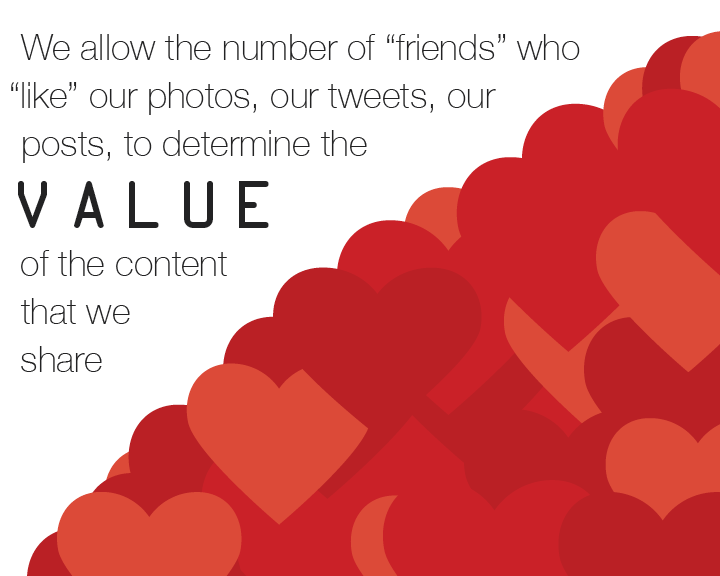 We allow the number of “friends” who
“like” our photos, our tweets, our
posts, to determine the
VALUE
of the content
that we
share